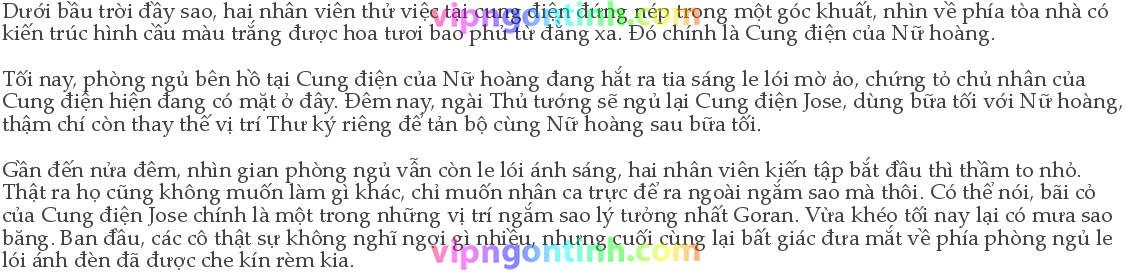 Dưới bầu trời đầy sao, hai nhân viên thử việc tại cung điện đứng nép trong một góc khuất, nhìn về phía tòa nhà có
kiến trúc hình cầu màu trắng được hoa tươi bao phủ từ đằng xa. Đó chính là Cung điện của Nữ hoàng.
Tối nay, phòng ngủ bên hồ tại Cung điện của Nữ hoàng đang hắt ra tia sáng le lói mờ ảo, chứng tỏ chủ nhân của
Cung điện hiện đang có mặt ở đây. Đêm nay, ngài Thủ tướng sẽ ngủ lại Cung điện Jose, dùng bữa tối với Nữ hoàng,
thậm chí còn thay thế vị trí Thư ký riêng để tản bộ cùng Nữ hoàng sau bữa tối.
Gần đến nửa đêm, nhìn gian phòng ngủ vẫn còn le lói ánh sáng, hai nhân viên kiến tập bắt đầu thì thầm to nhỏ.
Thật ra họ cũng không muốn làm gì khác, chỉ muốn nhân ca trực để ra ngoài ngắm sao mà thôi. Có thể nói, bãi cỏ
của Cung điện Jose chính là một trong những vị trí ngắm sao lý tưởng nhất Goran. Vừa khéo tối nay lại có mưa sao
băng. Ban đầu, các cô thật sự không nghĩ ngợi gì nhiều, nhưng cuối cùng lại bất giác đưa mắt về phía phòng ngủ le
lói ánh đèn đã được che kín rèm kia.
vipngontinh.com
vipngontinh.com